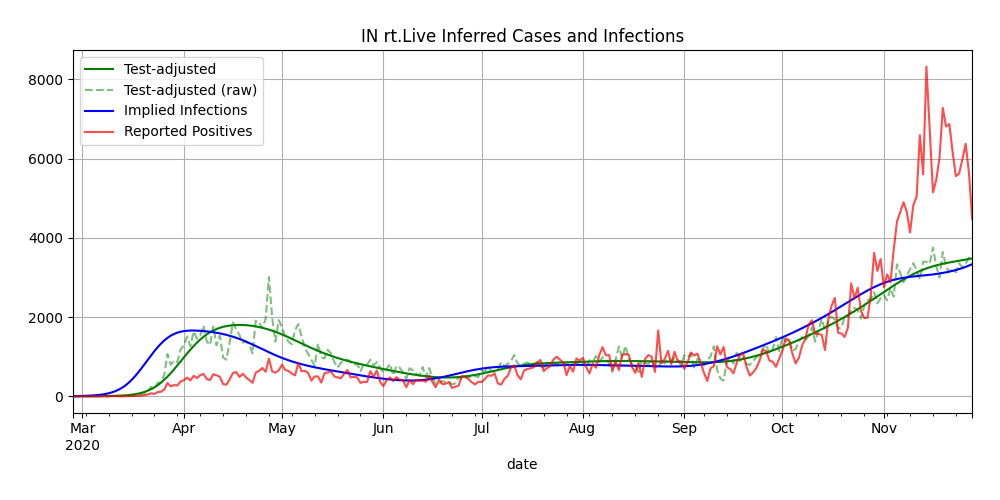 IN rt.Live Inferred Cases and Infections
Test-adjusted
Test-adjusted (raw)
Implied Infections
Reported Positives
8000
6000
4000
2000
0
Mar Apr May Jun Jul Aug Sep Oct Nov
2020
date